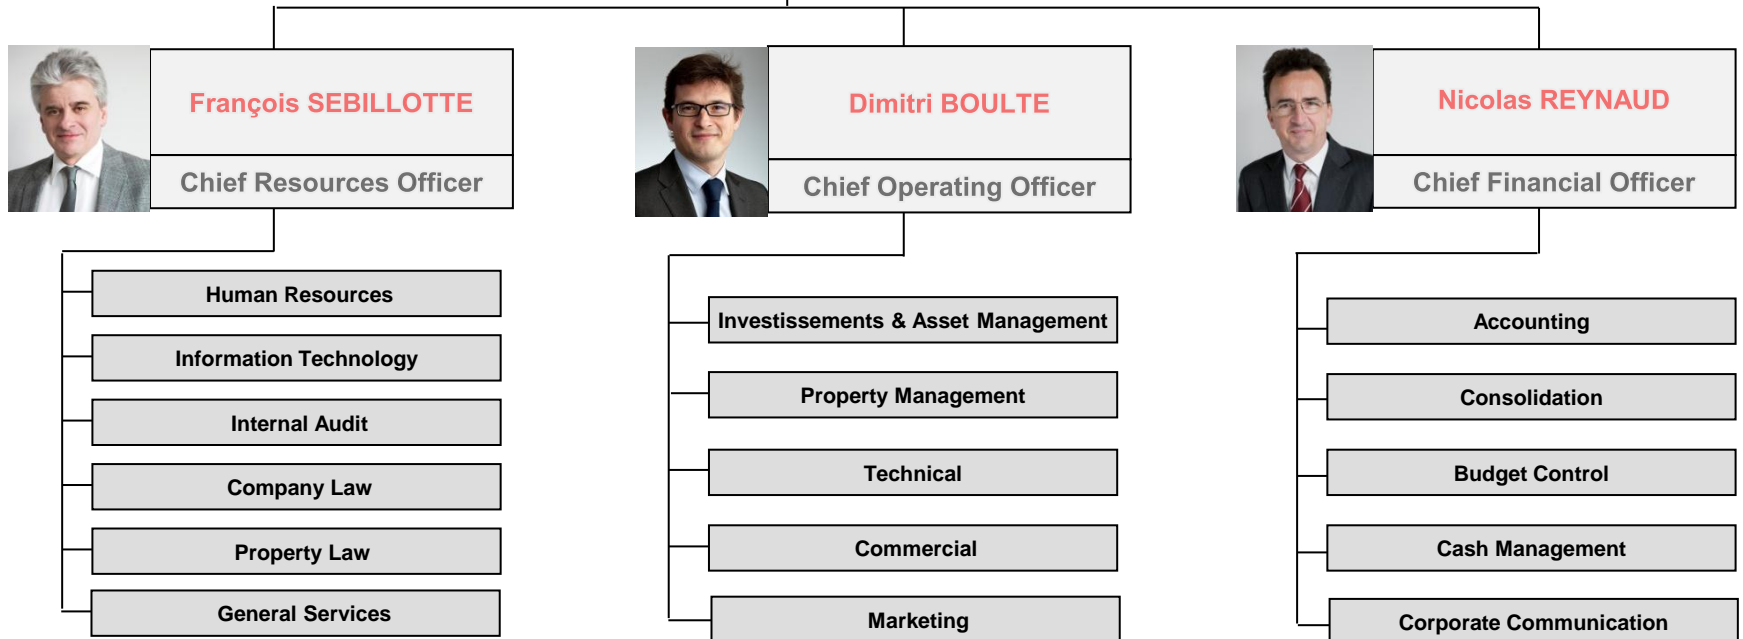 François SEBILLOTTE
Chief Resources Officer
Human Resources
Information Technology
Internal Audit
Company Law
Property Law
General Services
Dimitri BOULTE
Chief Operating Officer
Investissements & Asset Management
Property Management
Technical
Commercial
Marketing
Nicolas REYNAUD
Chief Financial Officer
Accounting
Consolidation
Budget Control
Cash Management
Corporate Communication